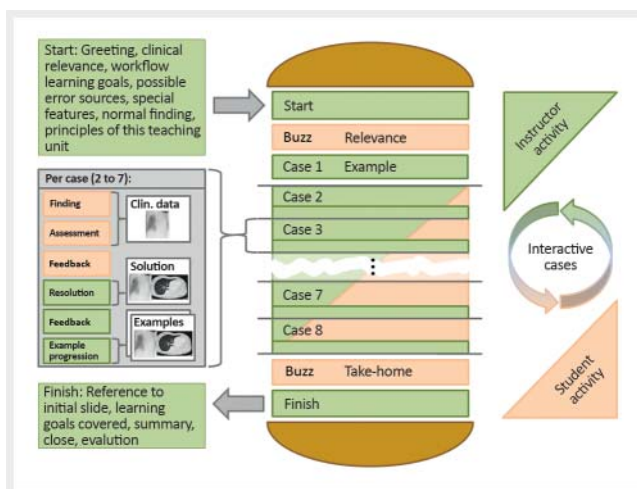 Start: Greeting, clinical
relevance, workflow
learning goals, possible
error sources, special
features, normal finding,
principles of this teaching
unit
Start
Buzz Relevance
Case 1 Example
Case 2
Case 3
Case 7
Case 8
Buzz Take-home
Finish
Per case (2 to 7):
Finding
Assessment
Feedback
Resolution
Feedback
Example
progression
Clin. data
Solution
Examples
Finish: Reference to
initial slide, learning
goals covered, summary,
close, evalution
Instructor
activity
Interactive
cases
Student
activity